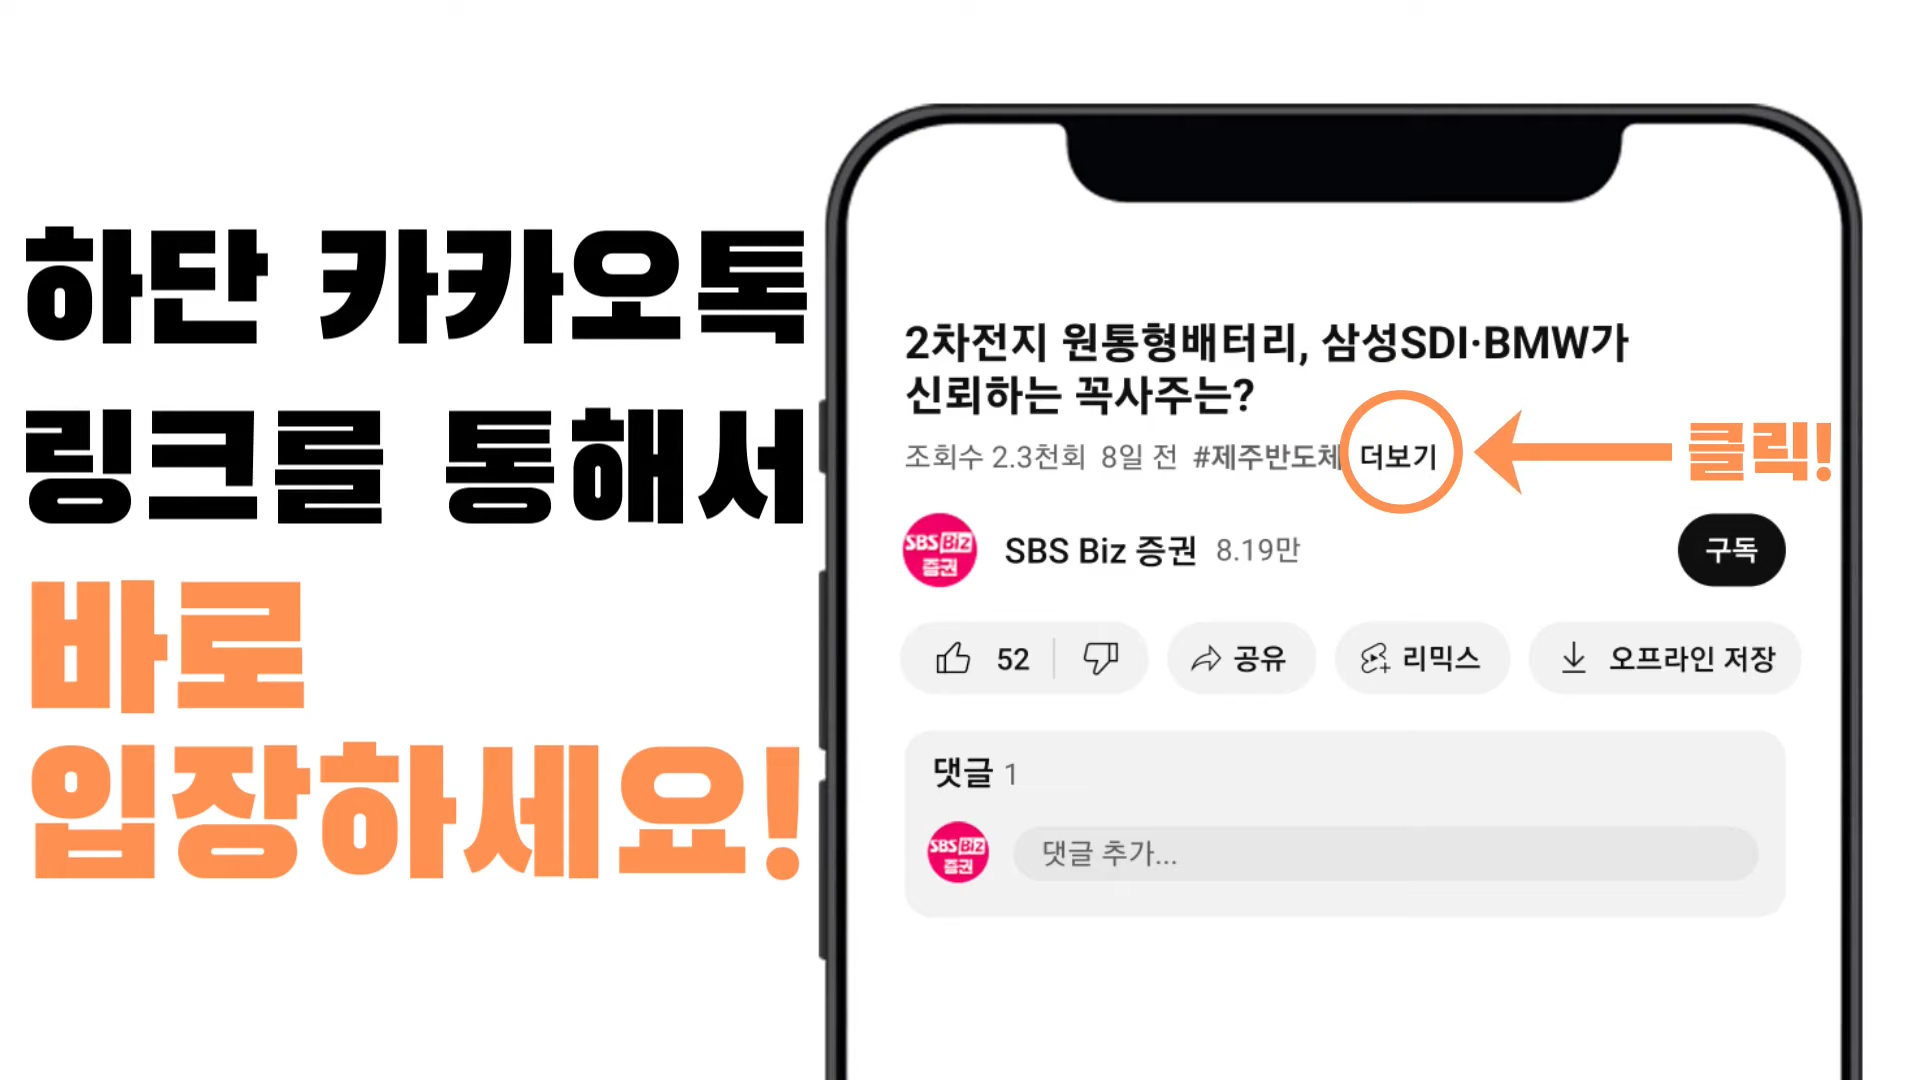 하단 카카오톡
링크를 통해서
바로
입장하세요!
2차전지 원통형배터리, 삼성SDI·BMW가
신뢰하는 꼭사주는?
조회수 2.3천회 8일 전 #제주반도체 더보기
클릭!
SBS Biz 증권
SBS Biz 증권 8.19만
구독
52
공유
리믹스
오프라인 저장
댓글 1
SBS Biz 증권
댓글 추가...